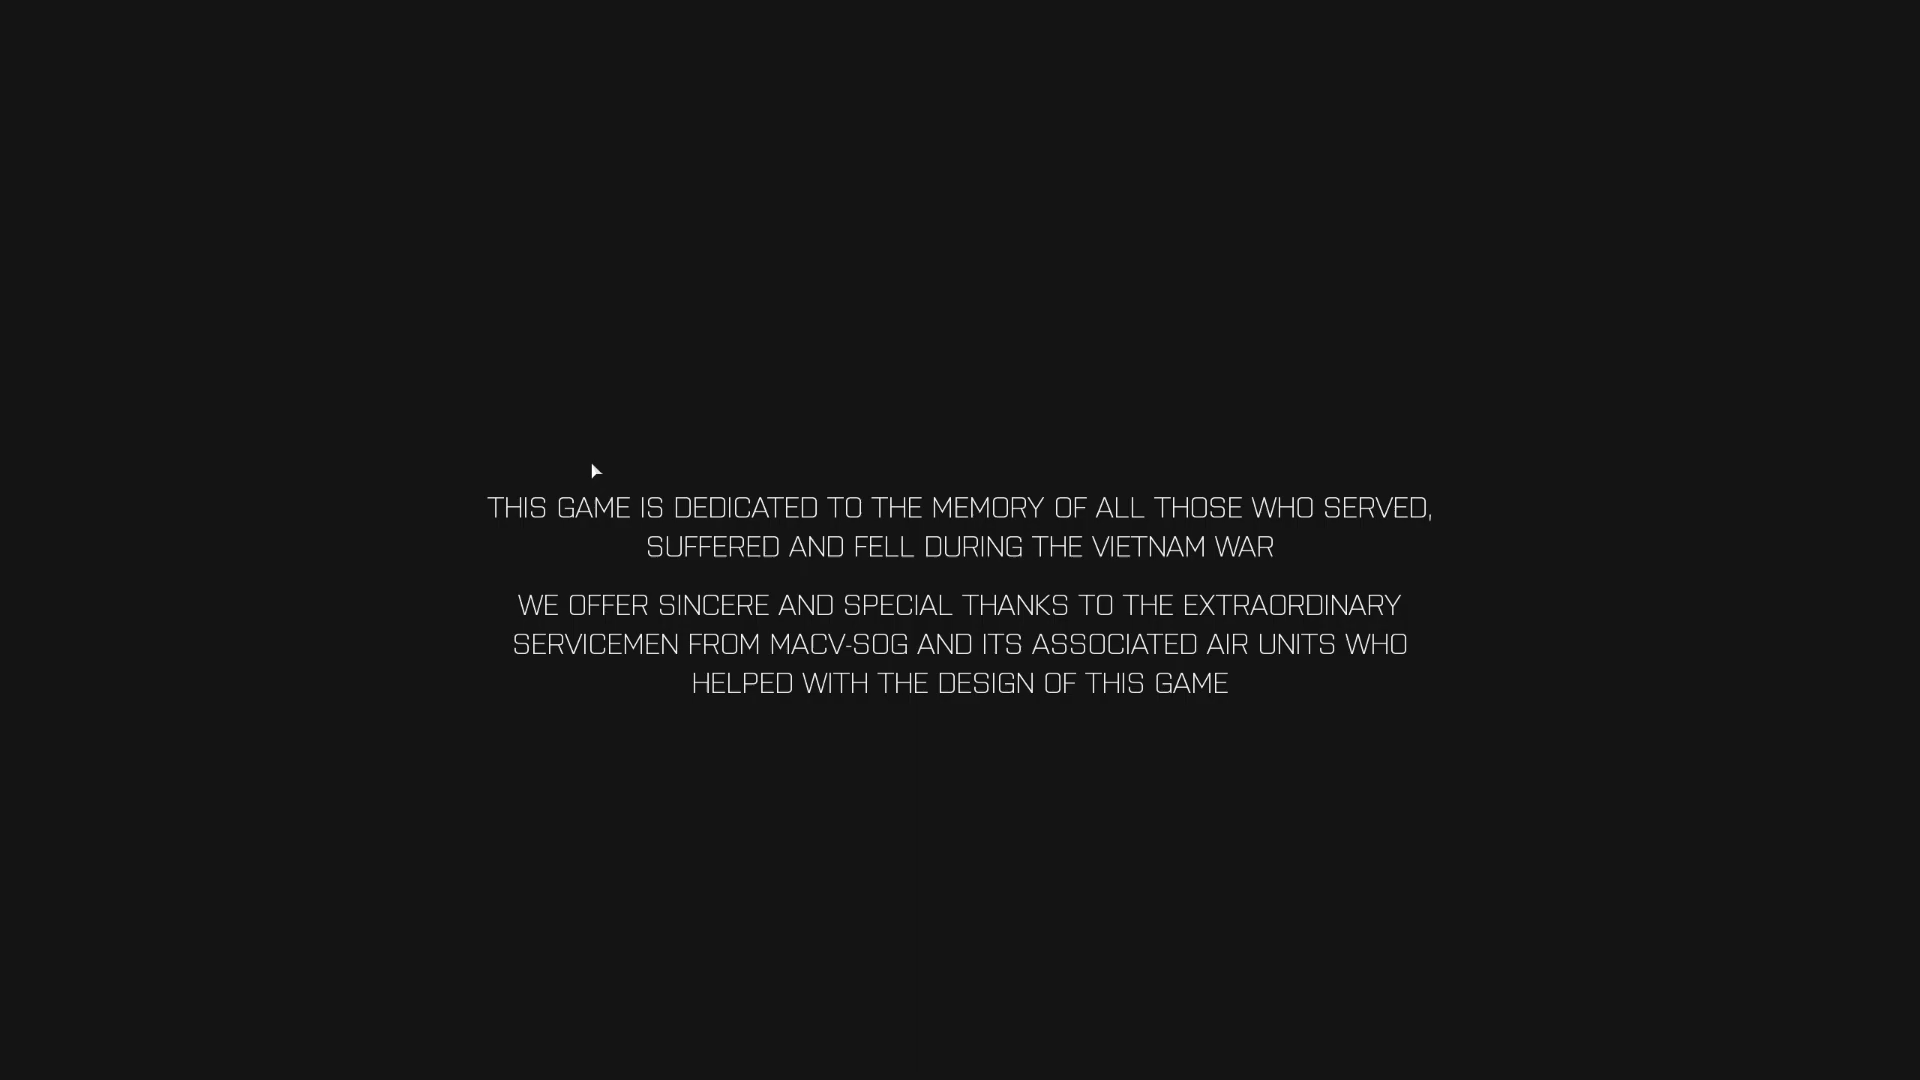 THIS GAME IS DEDICATED TO THE MEMORY OF ALL THOSE WHO SERVED,
SUFFERED AND FELL DURING THE VIETNAM WAR
WE OFFER SINCERE AND SPECIAL THANKS TO THE EXTRAORDINARY
SERVICEMEN FROM MACV-SOG AND ITS ASSOCIATED AIR UNITS WHO
HELPED WITH THE DESIGN OF THIS GAME